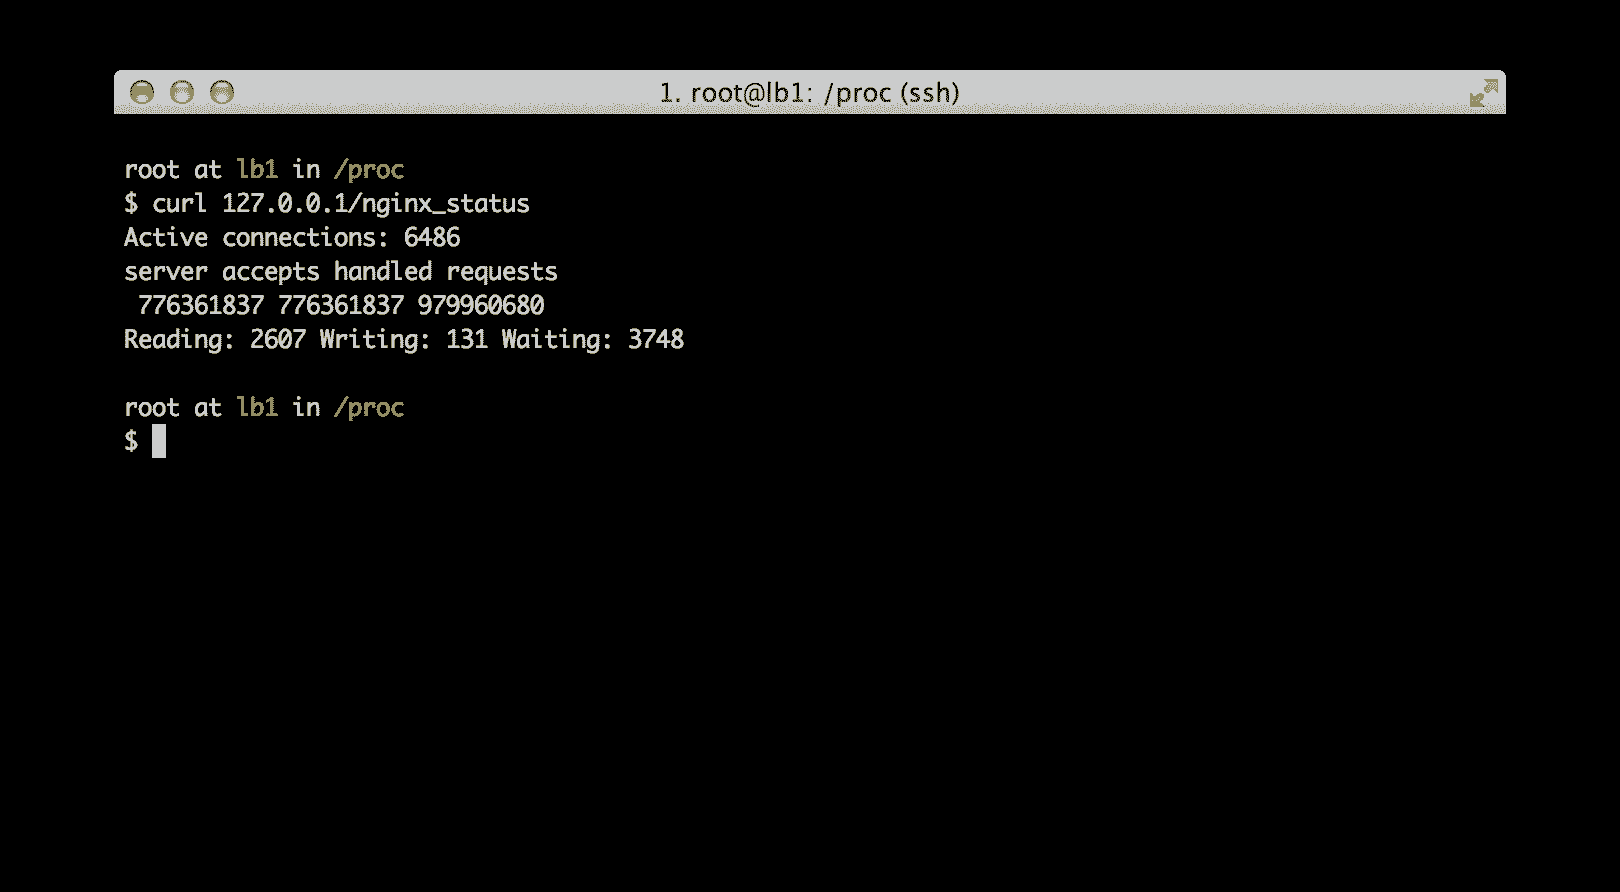 1. root@lb1: /proc (ssh)
root at lb1 in /proc
$ curl 127.0.0.1/nginx_status
Active connections: 6486
server accepts handled requests
 776361837 776361837 979960680
Reading: 2607 Writing: 131 Waiting: 3748
root at lb1 in /proc
$